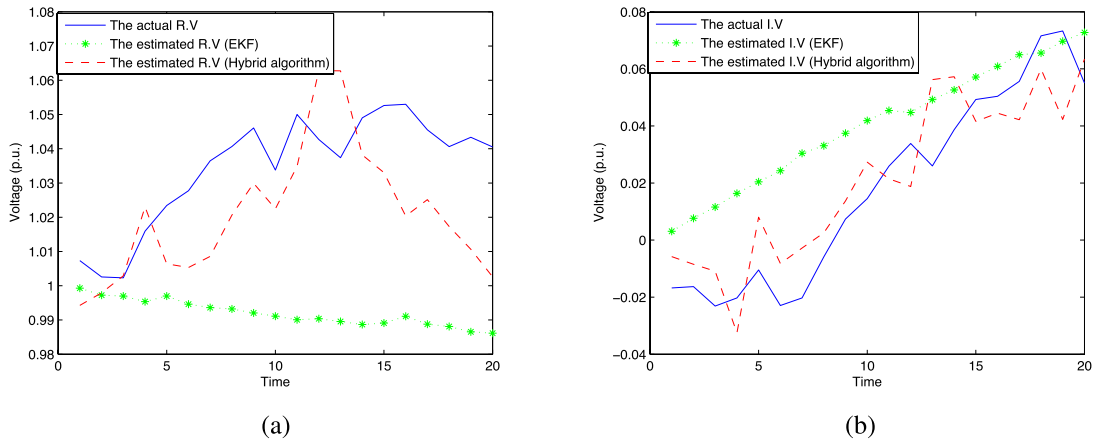 The actual R.V
The estimated R.V (EKF)
The estimated R.V (Hybrid algorithm)
1.08
1.07
1.06
1.05
1.04
1.03
1.02
1.01
1
0.99
0.98
Voltage (p.u.)
0
5
10
15
20
Time
(a)
The actual I.V
The estimated I.V (EKF)
The estimated I.V (Hybrid algorithm)
0.08
0.06
0.04
0.02
0
−0.02
−0.04
Voltage (p.u.)
0
5
10
15
20
Time
(b)